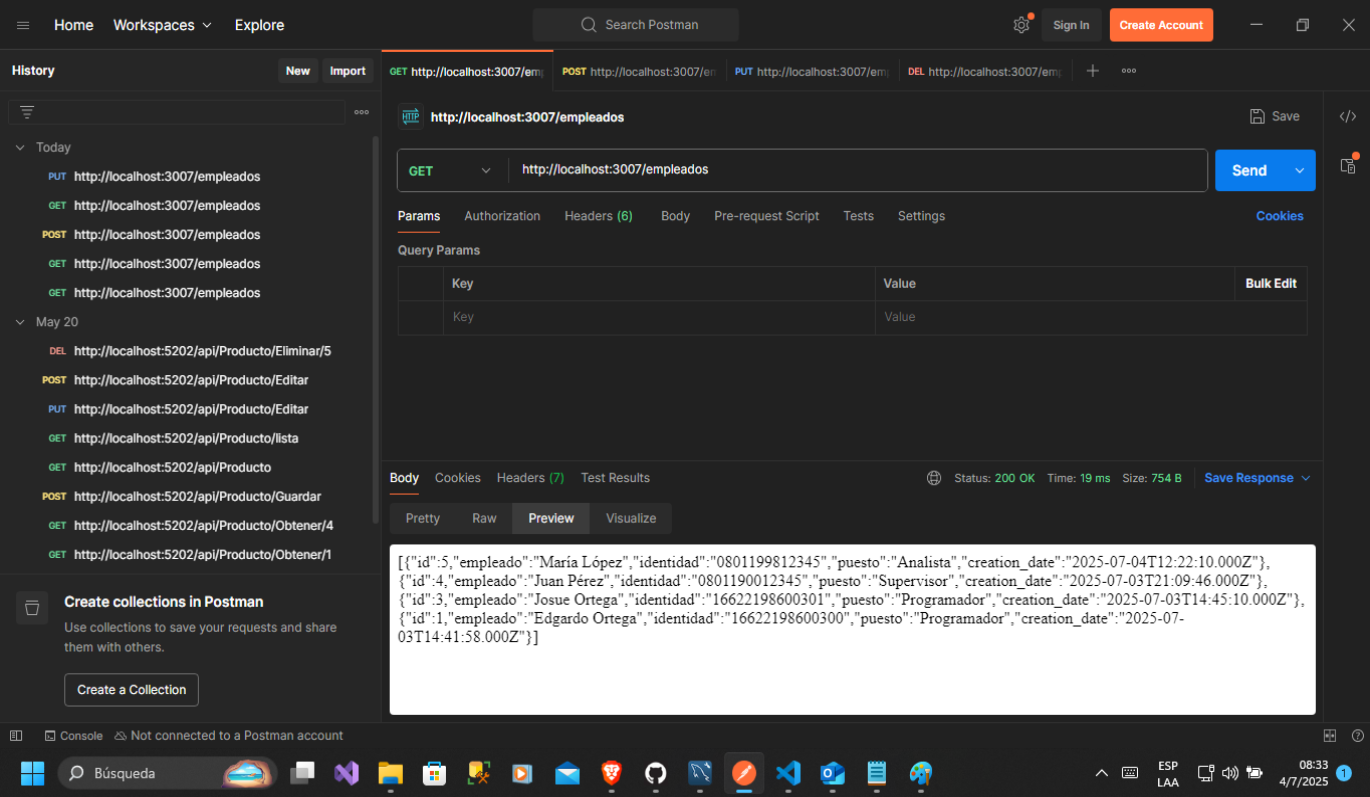 Home Workspaces Explore Search Postman Sign In Create Account
History New Import
GET http://localhost:3007/em POST http://localhost:3007/em PUT http://localhost:3007/em DEL http://localhost:3007/em
HTTP http://localhost:3007/empleados Save
Today
PUT http://localhost:3007/empleados
GET http://localhost:3007/empleados
POST http://localhost:3007/empleados
GET http://localhost:3007/empleados
GET http://localhost:3007/empleados
May 20
DEL http://localhost:5202/api/Producto/Eliminar/5
POST http://localhost:5202/api/Producto/Editar
PUT http://localhost:5202/api/Producto/Editar
GET http://localhost:5202/api/Producto/lista
GET http://localhost:5202/api/Producto
POST http://localhost:5202/api/Producto/Guardar
GET http://localhost:5202/api/Producto/Obtener/4
GET http://localhost:5202/api/Producto/Obtener/1
Create collections in Postman
Use collections to save your requests and share
them with others.
Create a Collection
GET http://localhost:3007/empleados Send
Params Authorization Headers (6) Body Pre-request Script Tests Settings Cookies
Query Params
Key Value Bulk Edit
Key Value
Body Cookies Headers (7) Test Results Status: 200 OK Time: 19 ms Size: 754 B Save Response
Pretty Raw Preview Visualize
[{"id":5,"empleado":"María López","identidad":"0801199812345","puesto":"Analista","creation_date":"2025-07-04T12:22:10.000Z"},
{"id":4,"empleado":"Juan Pérez","identidad":"0801190012345","puesto":"Supervisor","creation_date":"2025-07-03T21:09:46.000Z"},
{"id":3,"empleado":"Josue Ortega","identidad":"16622198600301","puesto":"Programador","creation_date":"2025-07-03T14:45:10.000Z"},
{"id":1,"empleado":"Edgardo Ortega","identidad":"16622198600300","puesto":"Programador","creation_date":"2025-07-
03T14:41:58.000Z"}]
Console Not connected to a Postman account
Búsqueda ESP
LAA
08:33
4/7/2025 1